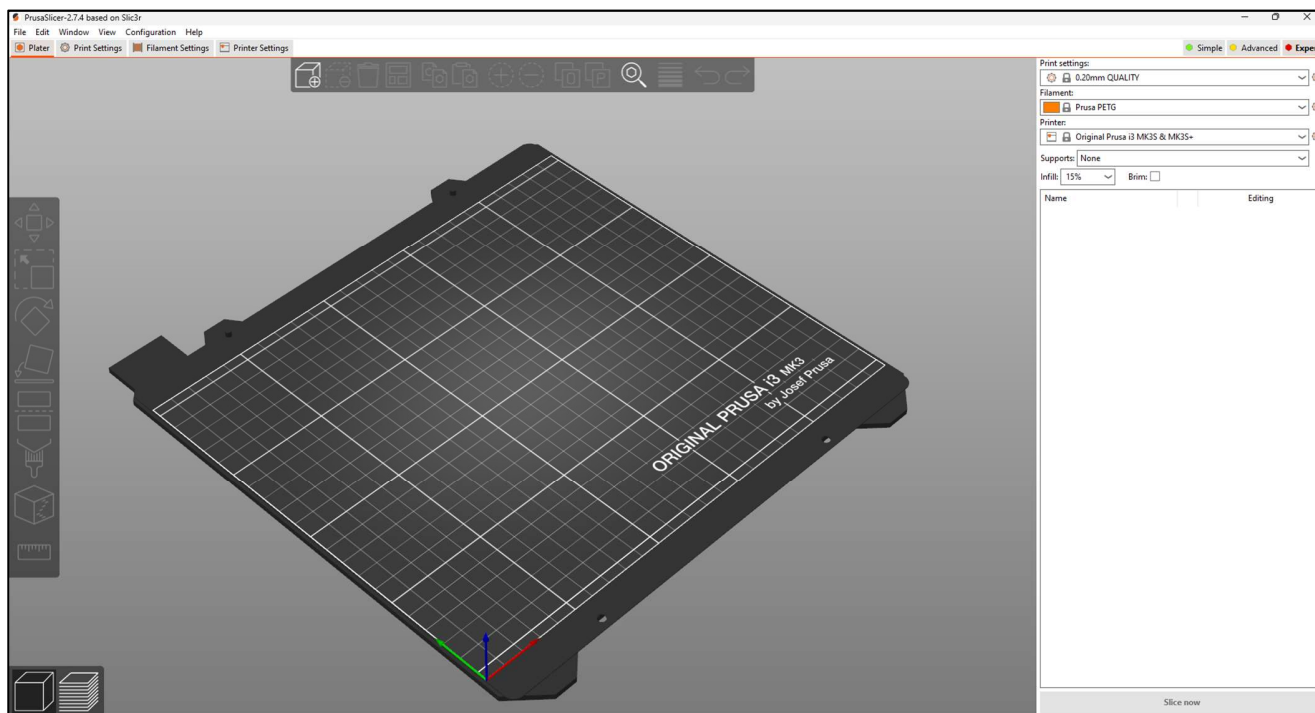 PrusaSlicer-2.7.4 based on Slic3r
File Edit Window View Configuration Help
Plater Print Settings Filament Settings Printer Settings Simple Advanced Exper
Print settings:
0.20mm QUALITY
Filament:
Prusa PETG
Printer:
Original Prusa i3 MK3S & MK3S+
Supports: None
Infill: 15% Brim:
Name Editing
ORIGINAL PRUSA i3 MK3
by Josef Prusa
Slice now